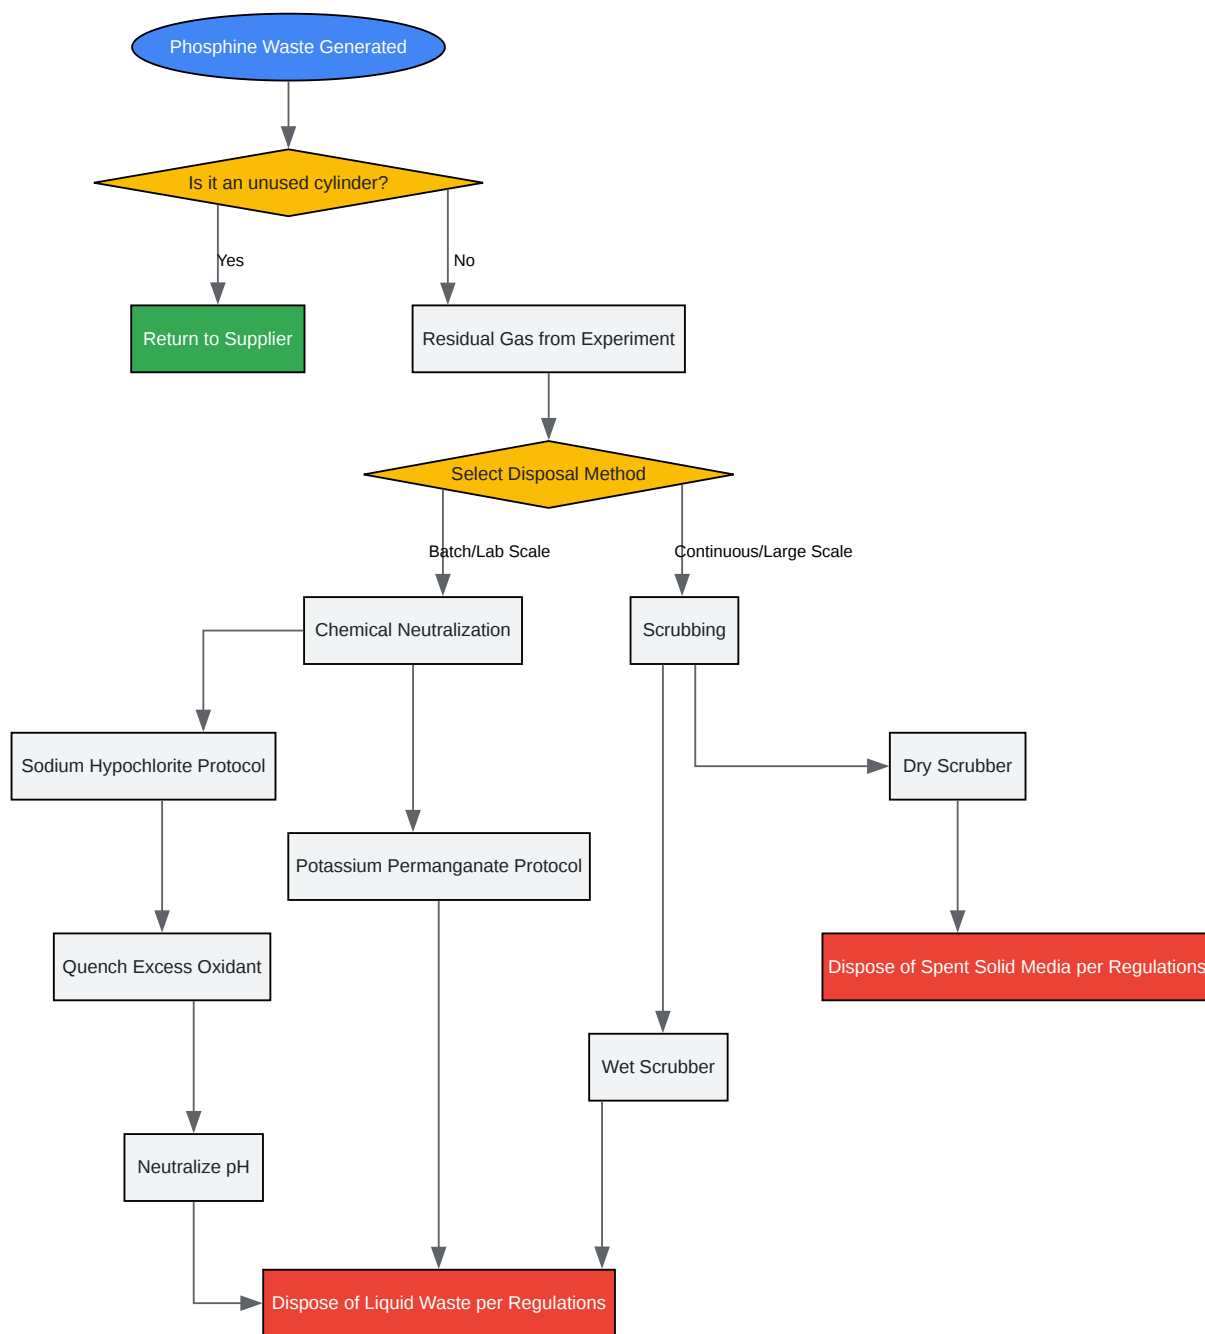 Phosphine Waste Generated
Is it an unused cylinder?
Yes
No
Return to Supplier
Residual Gas from Experiment
Select Disposal Method
Batch/Lab Scale
Continuous/Large Scale
Chemical Neutralization
Scrubbing
Sodium Hypochlorite Protocol
Dry Scrubber
Potassium Permanganate Protocol
Quench Excess Oxidant
Dispose of Spent Solid Media per Regulations
Wet Scrubber
Neutralize pH
Dispose of Liquid Waste per Regulations